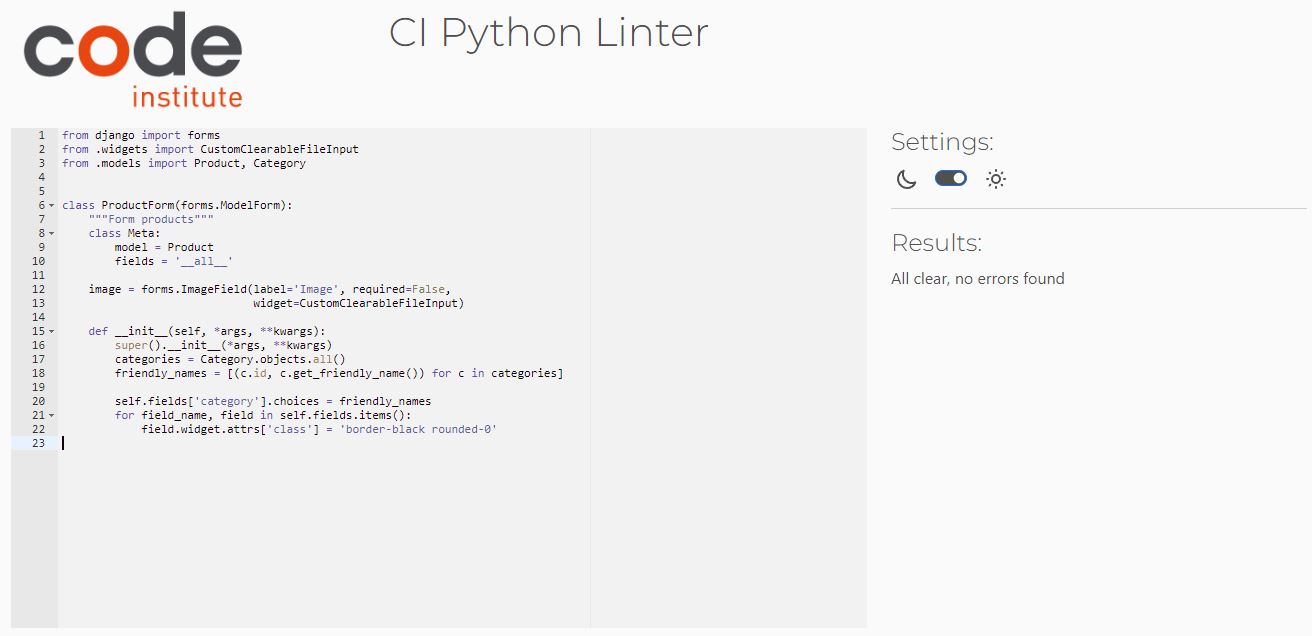 code
institute
CI Python Linter
1 from django import forms
2 from .widgets import CustomClearableFileInput
3 from .models import Product, Category
4
5
6 class ProductForm(forms.ModelForm):
7     """Form products"""
8     class Meta:
9         model = Product
10         fields = '__all__'
11
12     image = forms.ImageField(label='Image', required=False,
13                              widget=CustomClearableFileInput)
14
15     def __init__(self, *args, **kwargs):
16         super().__init__(*args, **kwargs)
17         categories = Category.objects.all()
18         friendly_names = [(c.id, c.get_friendly_name()) for c in categories]
19
20         self.fields['category'].choices = friendly_names
21         for field_name, field in self.fields.items():
22             field.widget.attrs['class'] = 'border-black rounded-0'
23
Settings:
Results:
All clear, no errors found